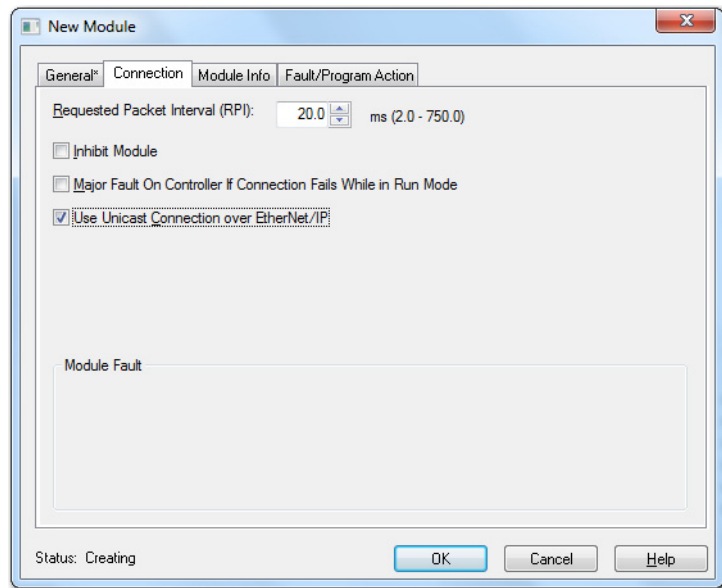 New Module
General* Connection Module Info Fault/Program Action
Requested Packet Interval (RPI): 20.0 ms (2.0 - 750.0)
Inhibit Module
Major Fault On Controller If Connection Fails While in Run Mode
Use Unicast Connection over EtherNet/IP
Module Fault
Status: Creating OK Cancel Help